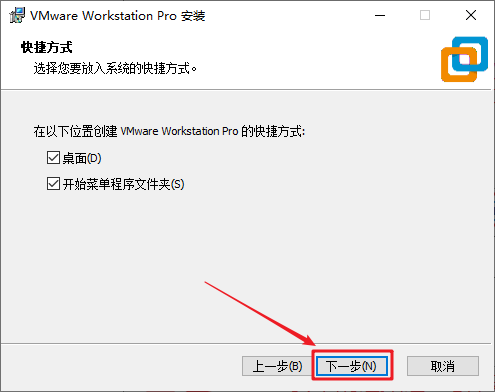 VMware Workstation Pro 安装
快捷方式
选择您要放入系统的快捷方式。
在以下位置创建 VMware Workstation Pro 的快捷方式:
桌面(D)
开始菜单程序文件夹(S)
上一步(B) 下一步(N) 取消